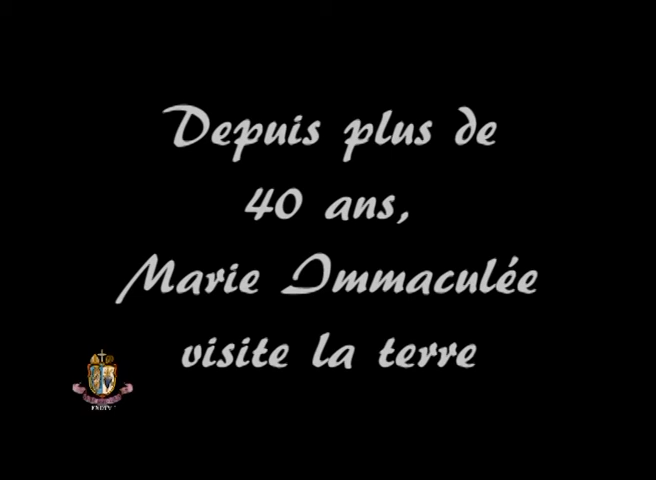 Depuis plus de
40 ans,
Marie Immaculée
visite la terre